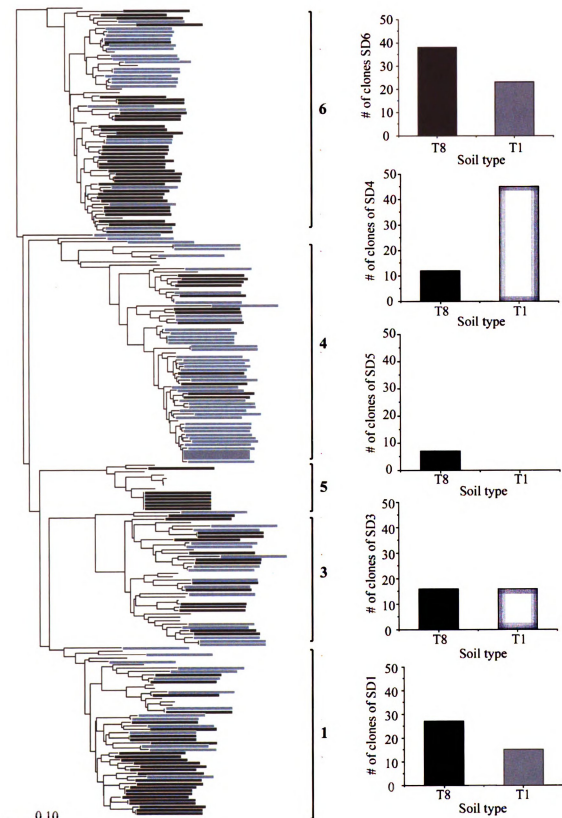 6
4
5
3
1
0.10
# of clones SD6
50
40
30
20
10
0
T8 T1
Soil type
# of clones of SD4
50
40
30
20
10
0
T8 T1
Soil type
# of clones of SD5
50
40
30
20
10
0
T8 T1
Soil type
# of clones of SD3
50
40
30
20
10
0
T8 T1
Soil type
# of clones of SD1
50
40
30
20
10
0
T8 T1
Soil type